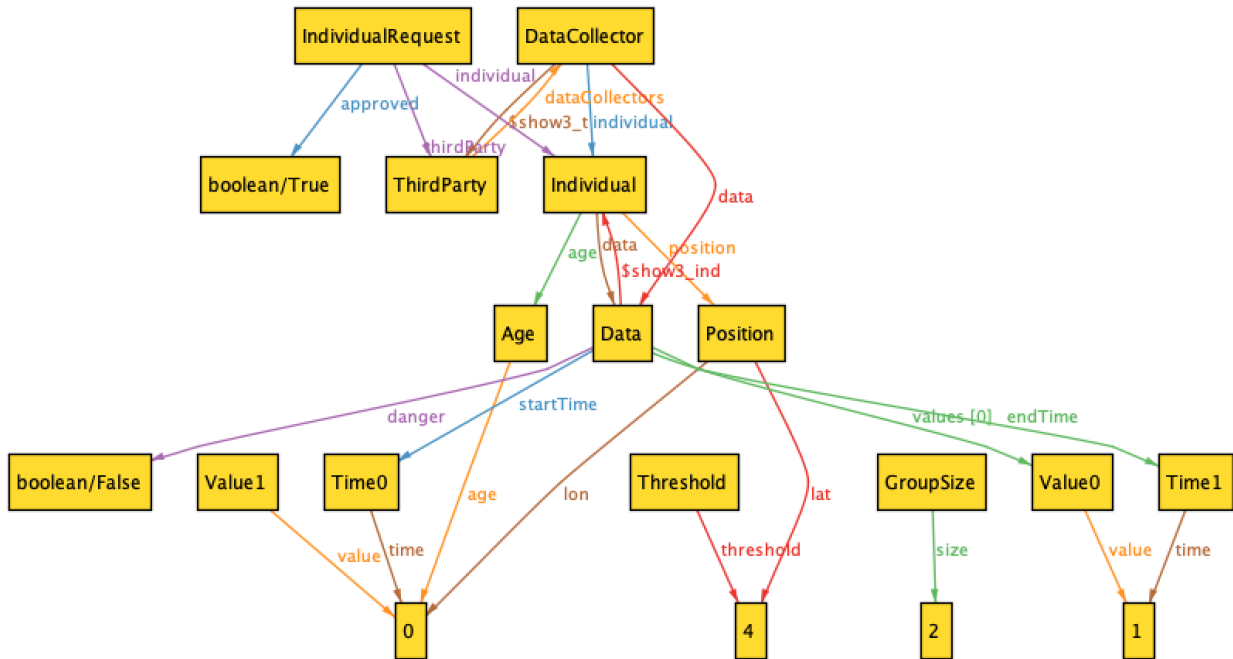 IndividualRequest
DataCollector
individual
approved
dataCollectors
$show3_t
individual
thirdParty
boolean/True
ThirdParty
Individual
data
data
position
age
$show3_ind
Age
Data
Position
startTime
danger
values [0]
endTime
boolean/False
Value1
Time0
age
lon
Threshold
lat
GroupSize
Value0
Time1
value
time
threshold
size
value
time
0
4
2
1